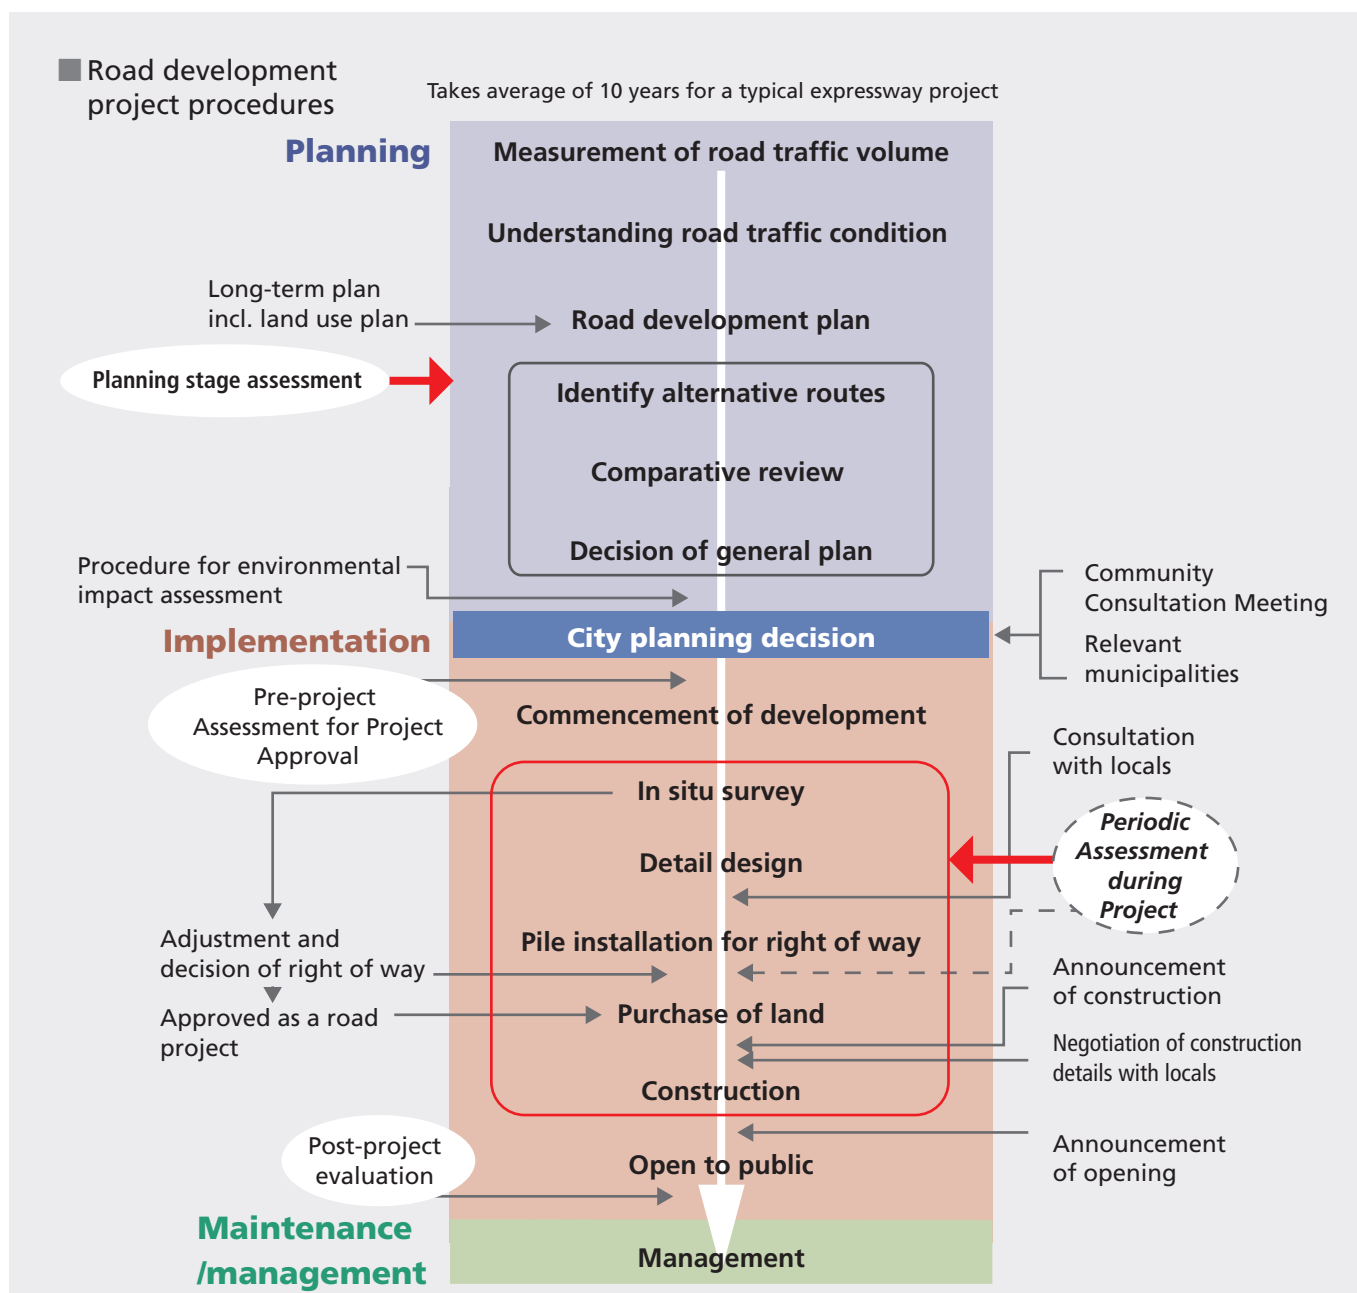 Road development
project procedures
Takes average of 10 years for a typical expressway project
Planning
Measurement of road traffic volume
Understanding road traffic condition
Long-term plan
incl. land use plan
Road development plan
Planning stage assessment
Identify alternative routes
Comparative review
Decision of general plan
Procedure for environmental
impact assessment
Community
Consultation Meeting
Relevant
municipalities
Implementation
City planning decision
Pre-project
Assessment for Project
Approval
Commencement of development
Consultation
with locals
In situ survey
Periodic
Assessment
during
Project
Detail design
Adjustment and
decision of right of way
Pile installation for right of way
Announcement
of construction
Approved as a road
project
Purchase of land
Negotiation of construction
details with locals
Construction
Post-project
evaluation
Open to public
Announcement
of opening
Maintenance
/management
Management